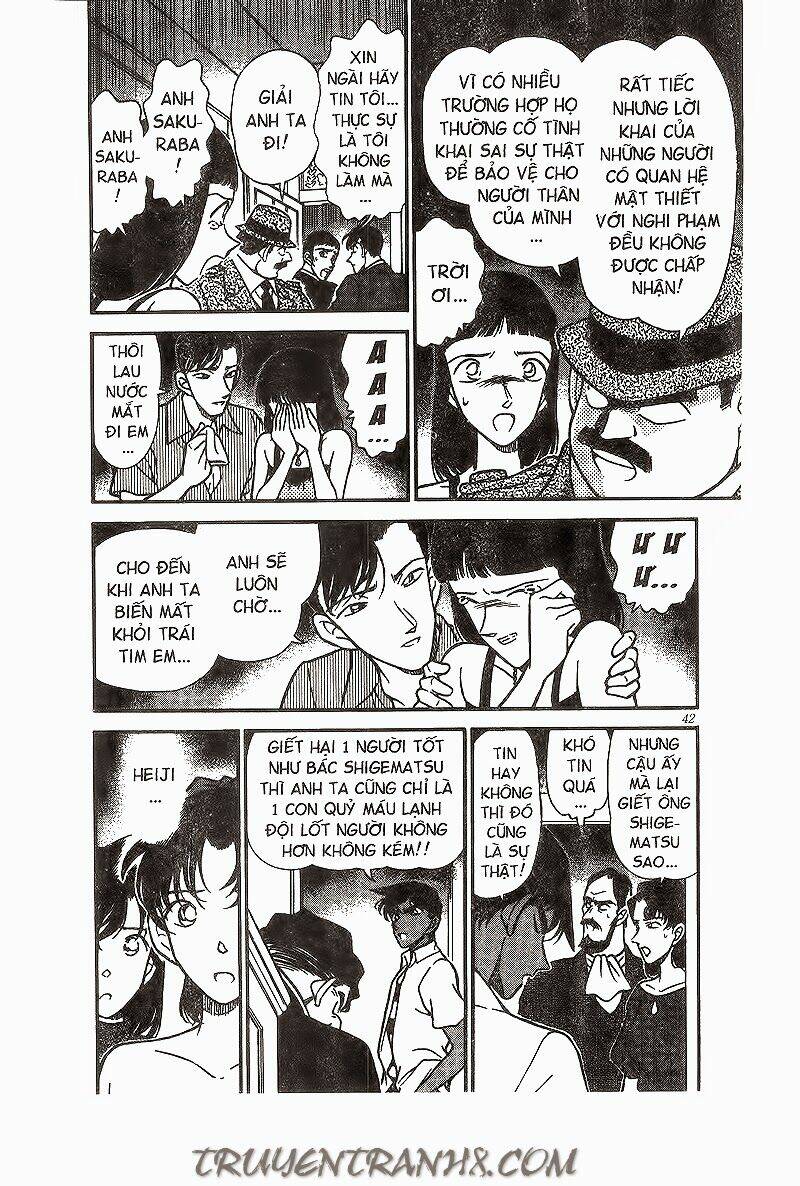 RẤT TIẾC
NHƯNG LỜI
KHAI CỦA
NHỮNG NGƯỜI
CÓ QUAN HỆ
MẬT THIẾT
VỚI NGHI PHẠM
ĐỀU KHÔNG
ĐƯỢC CHẤP
NHẬN!
VÌ CÓ NHIỀU
TRƯỜNG HỢP HỌ
THƯỜNG CỐ TÌNH
KHAI SAI SỰ THẬT
ĐỂ BẢO VỆ CHO
NGƯỜI THÂN
CỦA MÌNH
...
TRỜI
ƠI...
XIN
NGÀI HÃY
TIN TÔI...
THỰC SỰ
LÀ TÔI
KHÔNG
LÀM MÀ
...
GIẢI
ANH TA
ĐI!
ANH
SAKU-
RABA
!
ANH
SAKU-
RABA
!
A
A
A
...
THÔI
LAU
NƯỚC
MẮT
ĐI EM
...
Ư Ư
Ư...
ANH SẼ
LUÔN
CHỜ...
CHO ĐẾN
KHI ANH TA
BIẾN MẤT
KHỎI TRÁI
TIM EM...
42
NHƯNG
CẬU ẤY
MÀ LẠI
GIẾT ÔNG
SHIGE-
MATSU
SAO...
KHÓ
TIN
QUÁ
...
TIN
HAY
KHÔNG
THÌ ĐÓ
CŨNG
LÀ SỰ
THẬT!
GIẾT HẠI 1 NGƯỜI TỐT
NHƯ BÁC SHIGEMATSU
THÌ ANH TA CŨNG CHỈ LÀ
1 CON QUỶ MÁU LẠNH
ĐỘI LỐT NGƯỜI KHÔNG
HƠN KHÔNG KÉM!!
HEIJI
...
TRUYENTRANH8.COM